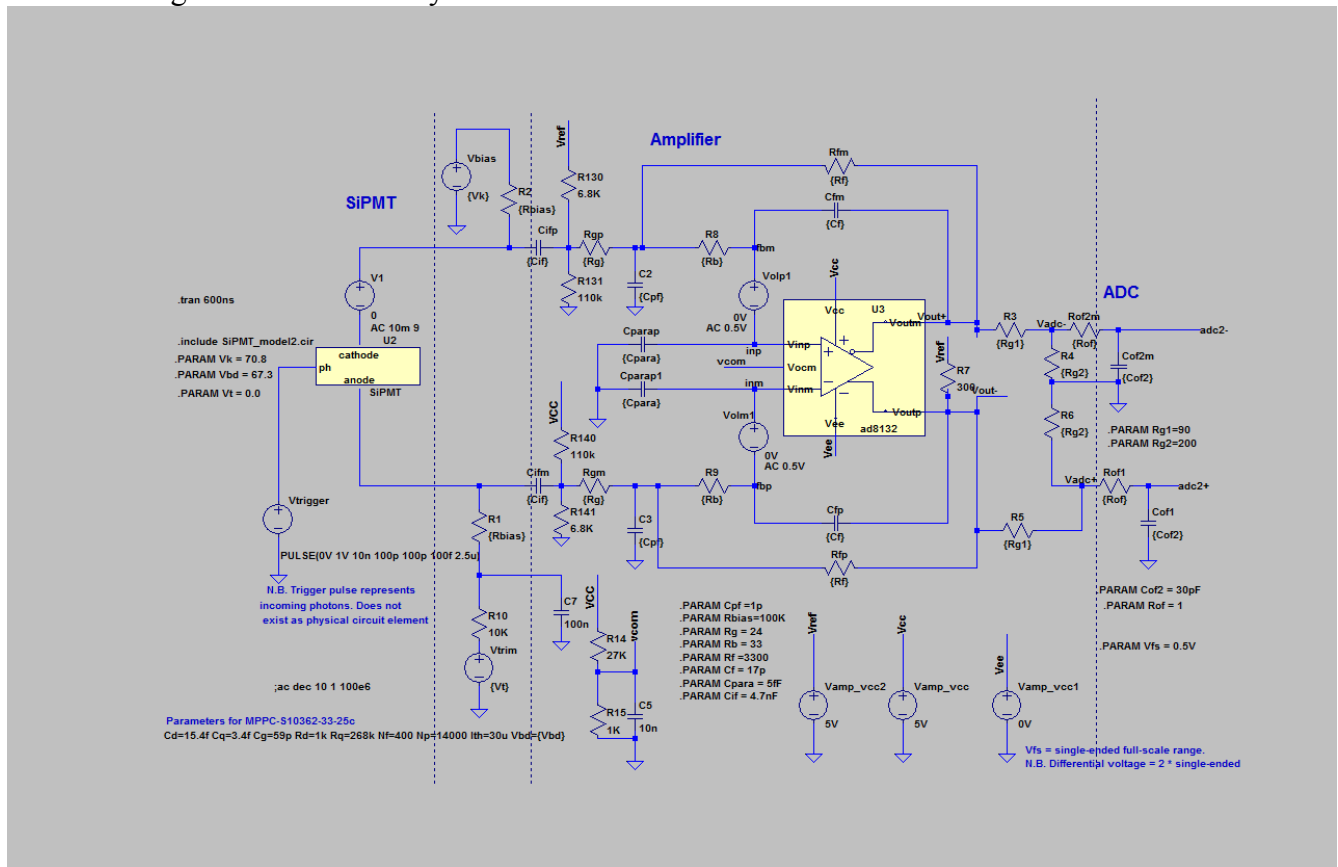 Amplifier
SiPMT
ADC
Vbias
{Vk}
R2
{Rbias}
Vref
R130
6.8K
Rfm
{Rf}
Cfm
{Cf}
Cifp
{Cif}
Rgp
{Rg}
R8
{Rb}
fbm
R131
110k
C2
{Cpf}
Volp1
0V
AC 0.5V
Vcc
U3
V1
0
AC 10m 9
.tran 600ns
.include SiPMT_model2.cir
.PARAM Vk = 70.8
.PARAM Vbd = 67.3
.PARAM Vt = 0.0
U2
cathode
ph
anode
SiPMT
Cparap
{Cpara}
inp
vcom
Cparap1
{Cpara}
inm
Vcc
Vinp
Vocm
Vinm
Vee
Voutm
Voutp
ad8132
Vout+
Vref
R7
300
Vout-
R3
{Rg1}
Vadc-
Rof2m
{Rof}
adc2-
R4
{Rg2}
Cof2m
{Cof2}
R6
{Rg2}
.PARAM Rg1=90
.PARAM Rg2=200
VCC
R140
110k
Volm1
0V
AC 0.5V
Vee
Cifm
{Cif}
Rgm
{Rg}
R9
{Rb}
fbp
R141
6.8K
C3
{Cpf}
Cfp
{Cf}
Rfp
{Rf}
R5
{Rg1}
Vadc+
Rof1
{Rof}
adc2+
Cof1
{Cof2}
Vtrigger
PULSE(0V 1V 10n 100p 100p 100f 2.5u)
R1
{Rbias}
N.B. Trigger pulse represents
incoming photons. Does not
exist as physical circuit element
R10
10K
C7
100n
Vtrim
{Vt}
VCC
R14
27K
vcom
R15
1K
C5
10n
.PARAM Cpf =1p
.PARAM Rbias=100K
.PARAM Rg = 24
.PARAM Rb = 33
.PARAM Rf =3300
.PARAM Cf = 17p
.PARAM Cpara = 5fF
.PARAM Cif = 4.7nF
Vref
Vamp_vcc2
5V
Vcc
Vamp_vcc
5V
Vee
Vamp_vcc1
0V
.PARAM Cof2 = 30pF
.PARAM Rof = 1
.PARAM Vfs = 0.5V
;ac dec 10 1 100e6
Parameters for MPPC-S10362-33-25c
Cd=15.4f Cq=3.4f Cg=59p Rd=1k Rq=268k Nf=400 Np=14000 Ith=30u Vbd={Vbd}
Vfs = single-ended full-scale range.
N.B. Differential voltage = 2 * single-ended